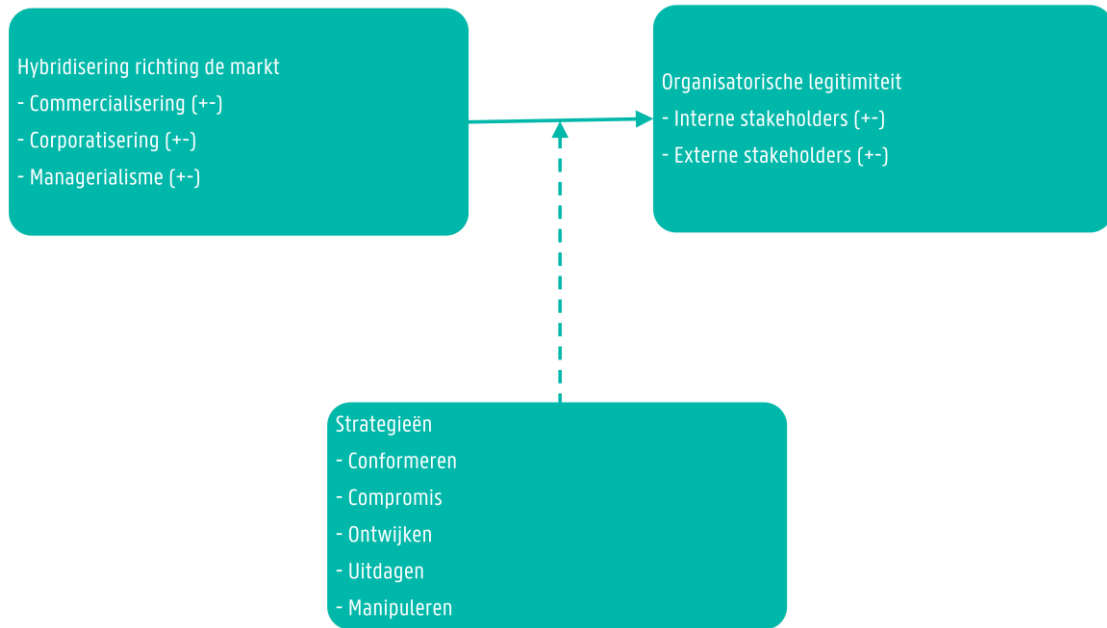 Hybridisering richting de markt
- Commercialisering (+-)
- Corporatisering (+-)
- Managerialisme (+-)
Organisatorische legitimiteit
- Interne stakeholders (+-)
- Externe stakeholders (+-)
Strategieën
- Conformeren
- Compromis
- Ontwijken
- Uitdagen
- Manipuleren